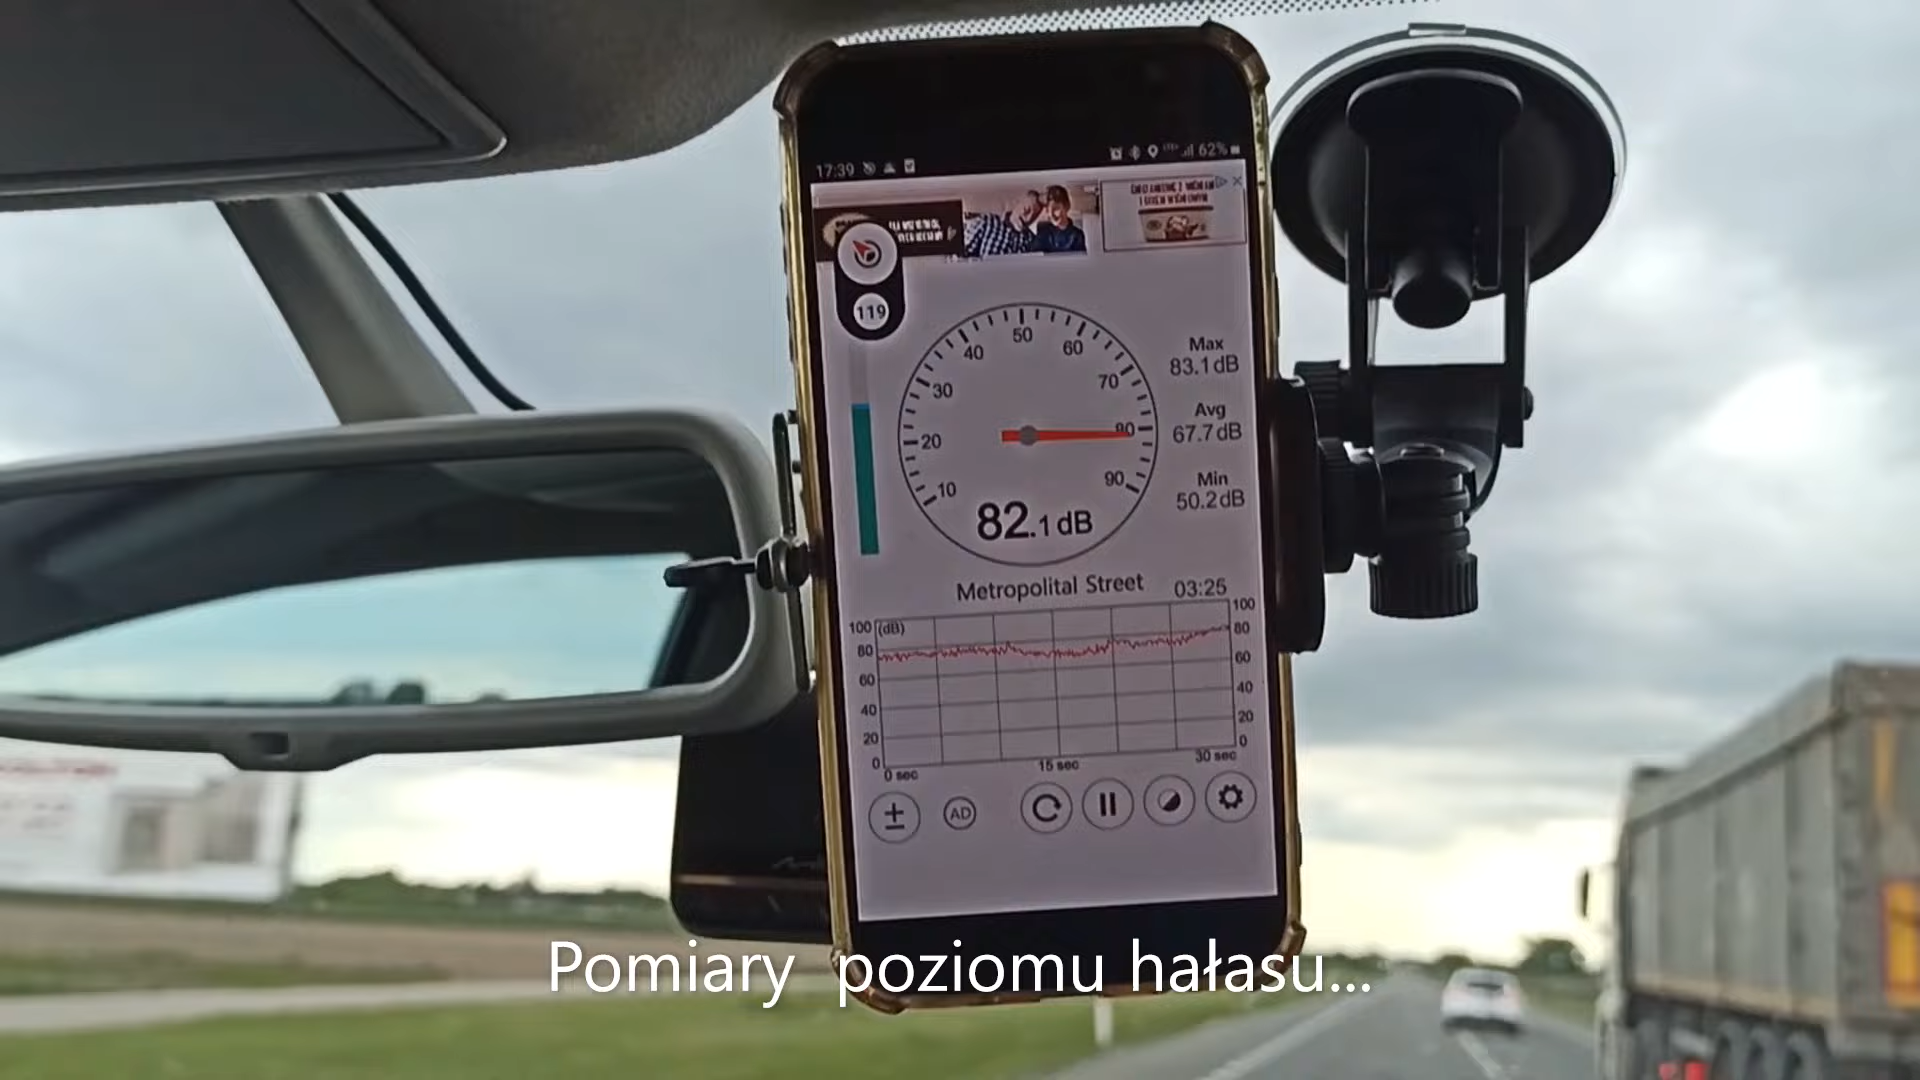 17:39
62%
119
10
20
30
40
50
60
70
80
90
Max
83.1dB
Avg
67.7dB
Min
50.2dB
82.1dB
Metropolital Street
03:25
100 (dB)
80
60
40
20
0
100
80
60
40
20
0
0 sec
15 sec
30 sec
±
AD
Pomiary poziomu hałasu...